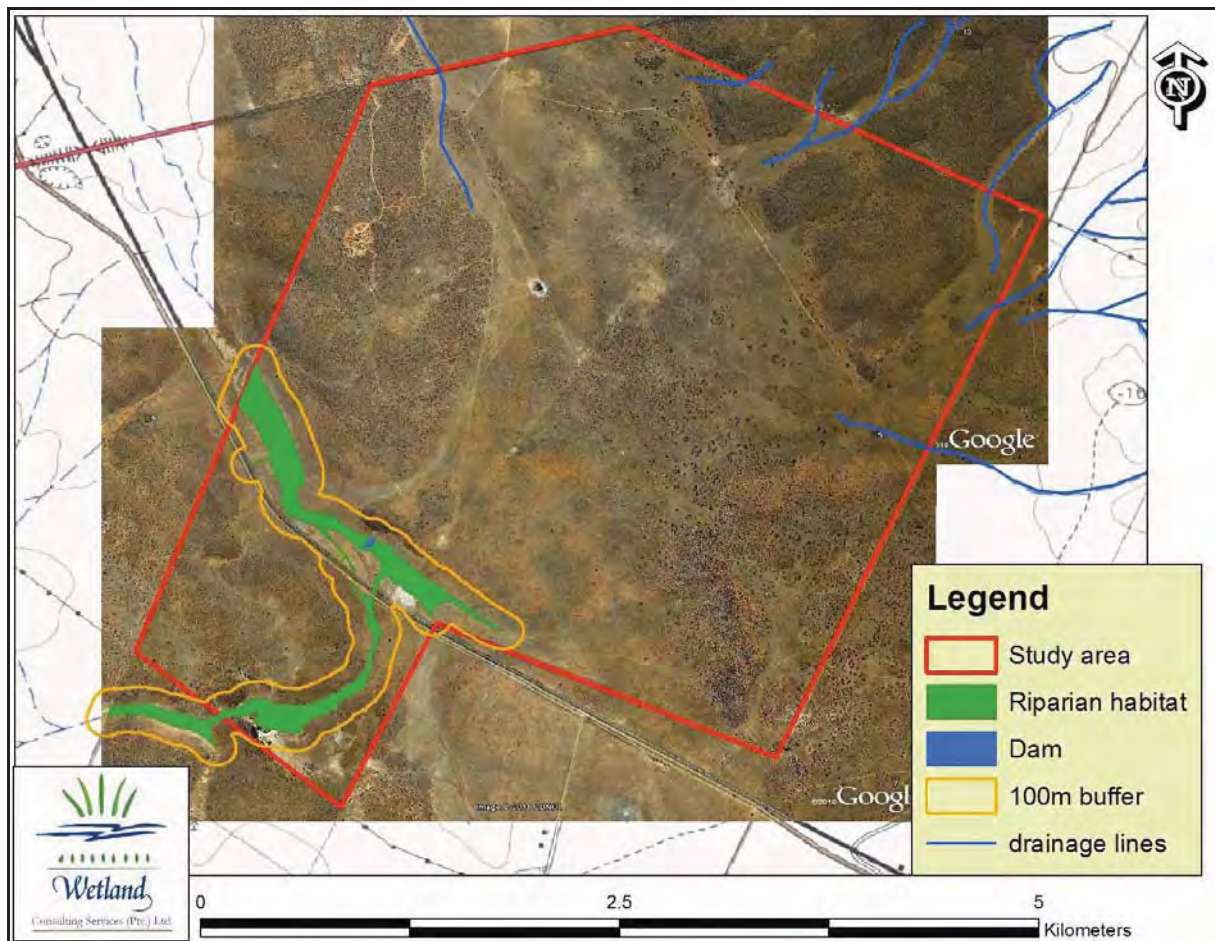 N
Google
Google
Legend
Study area
Riparian habitat
Dam
100m buffer
drainage lines
Wetland
Consulting Services (Pty.) Ltd.
0
2.5
5
Kilometers